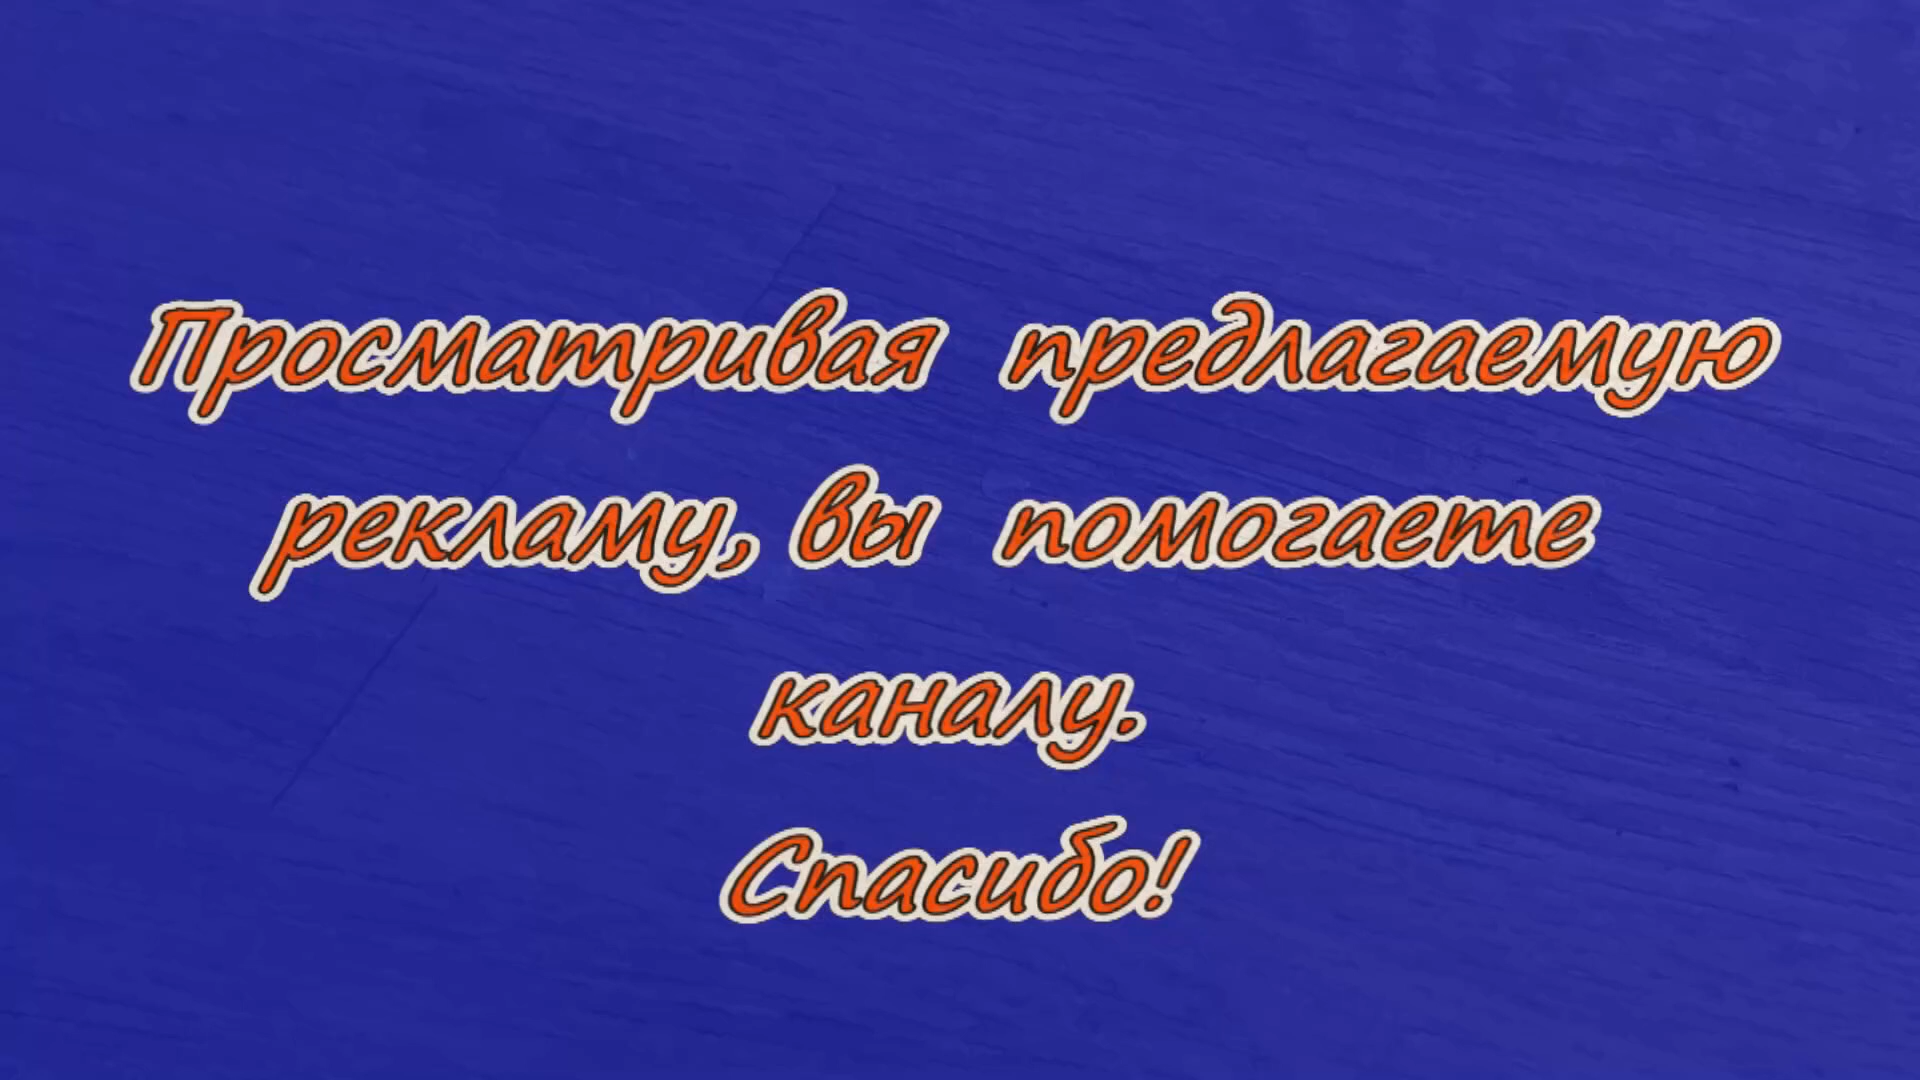 Просматривая предлагаемую
рекламу, вы помогаете
каналу.
Спасибо!